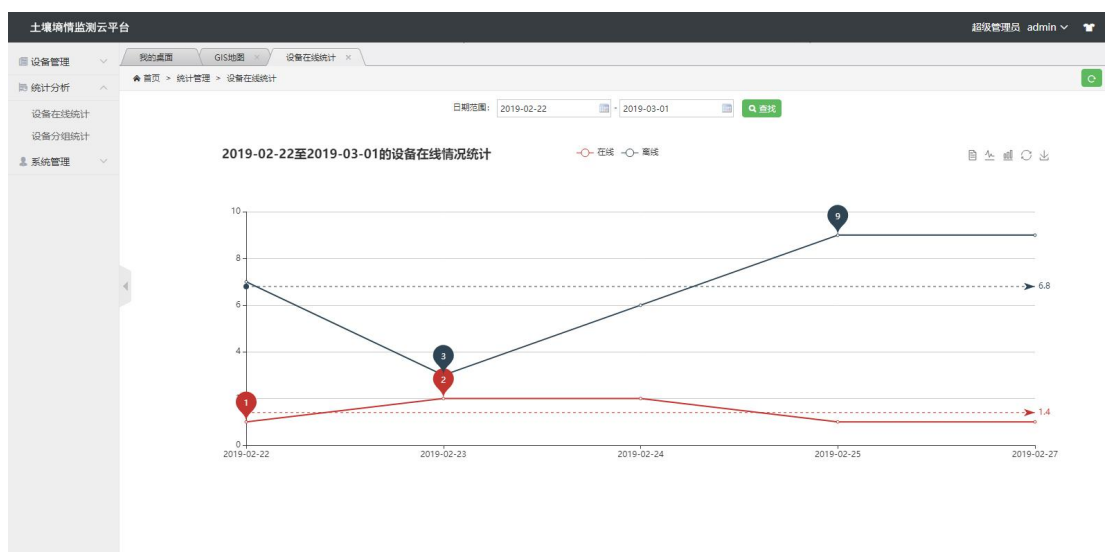 土壤墒情监测云平台
超级管理员 admin
设备管理
统计分析
设备在线统计
设备分组统计
系统管理
我的桌面
GIS地图 ×
设备在线统计 ×
首页 > 统计管理 > 设备在线统计
日期范围: 2019-02-22 - 2019-03-01 查找
2019-02-22至2019-03-01的设备在线情况统计
在线 离线
10
9
8
6.8
6
4
3
2
1
1.4
0
2019-02-22 2019-02-23 2019-02-24 2019-02-25 2019-02-27